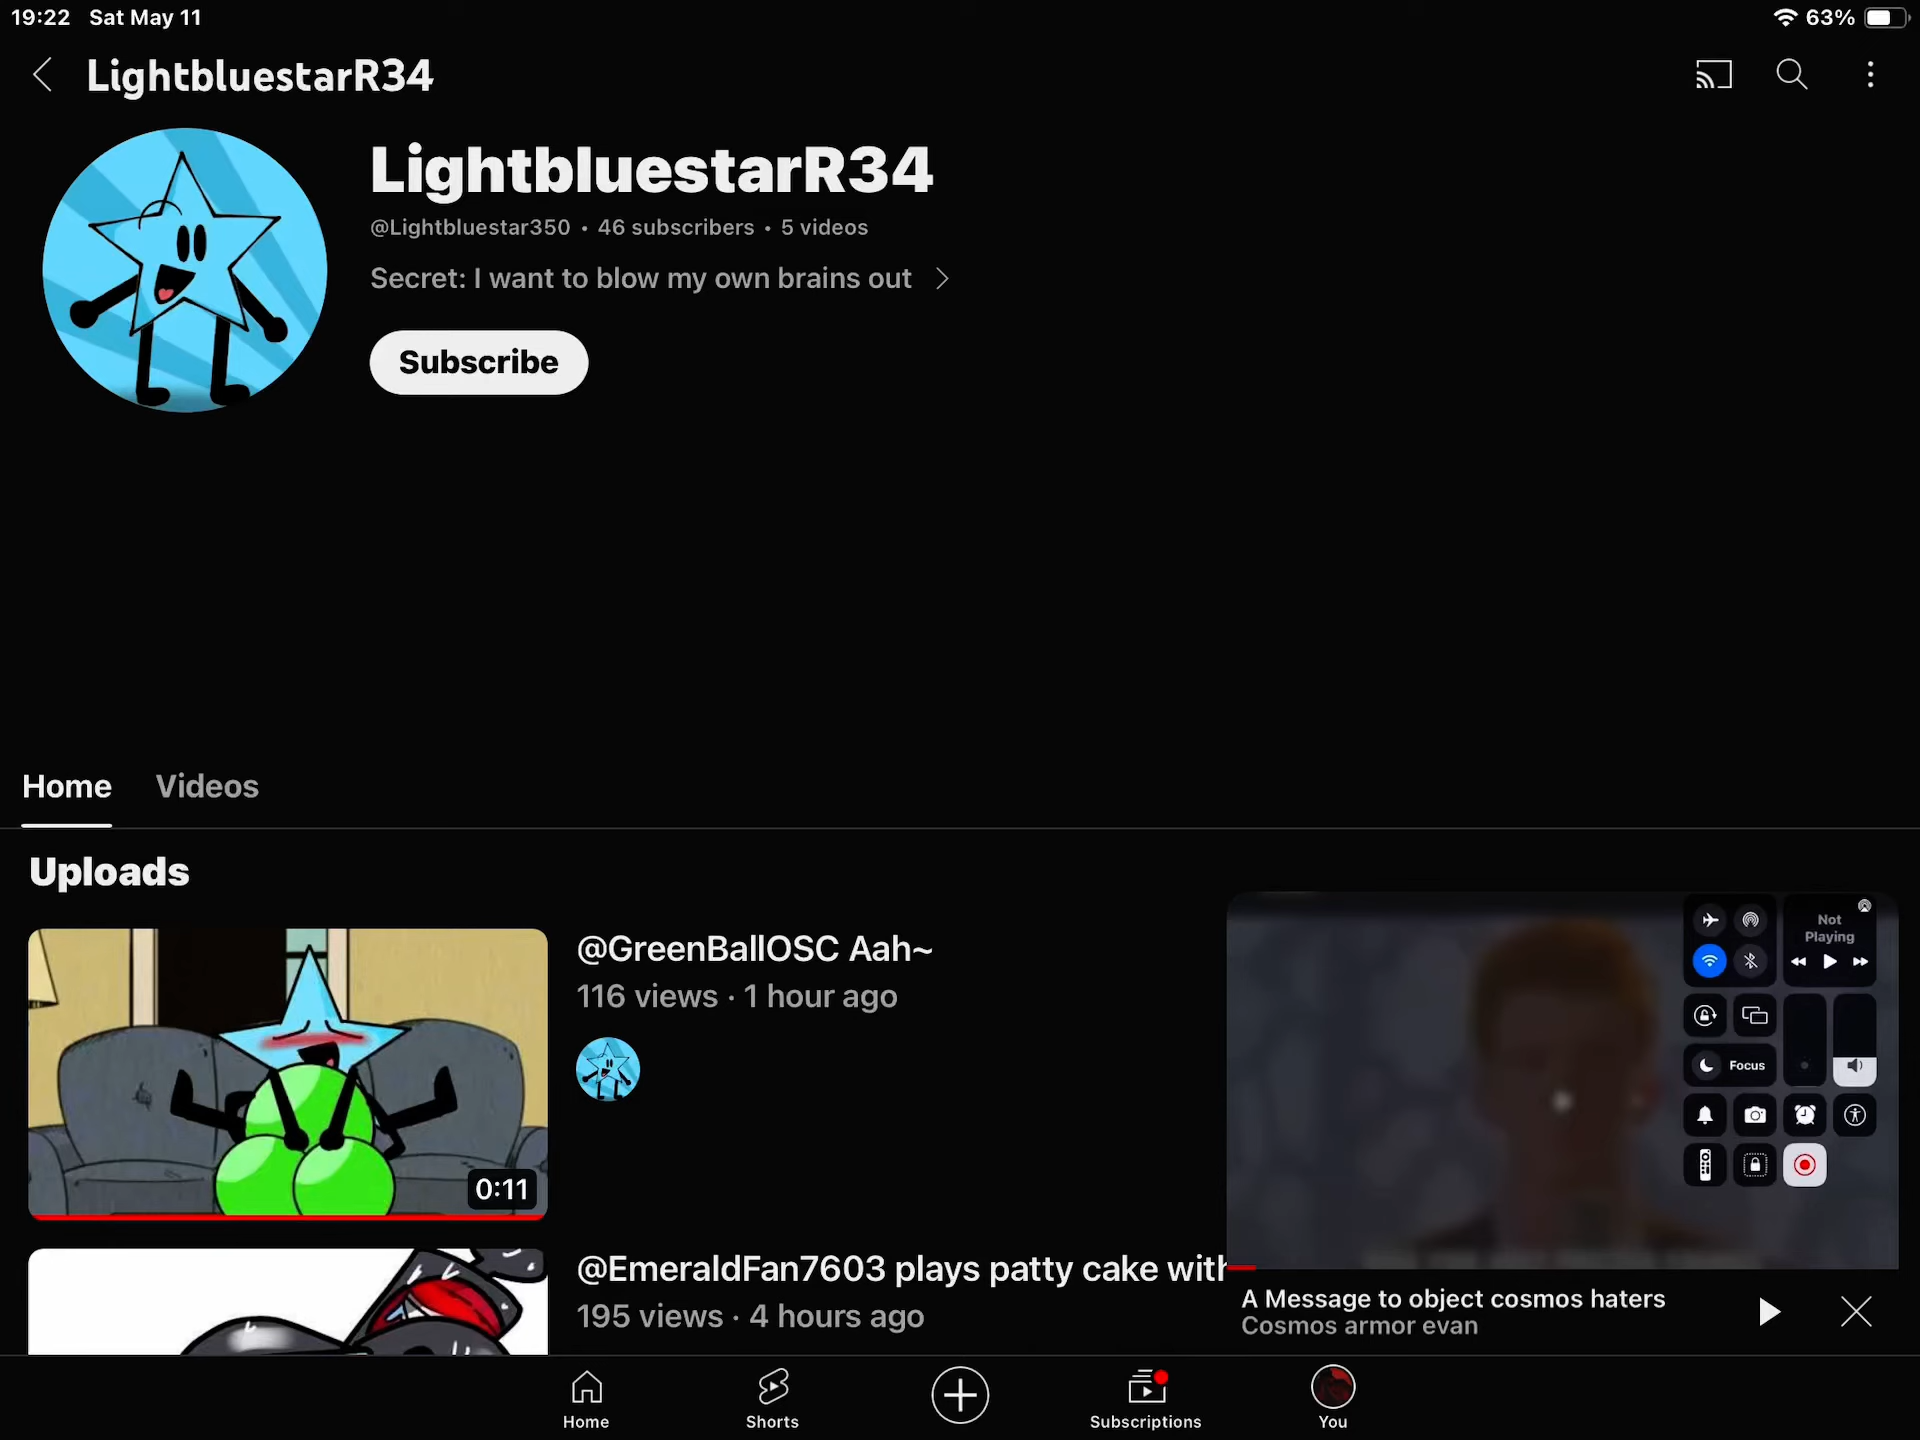 19:22 Sat May 11
63%
LightbluestarR34
LightbluestarR34
@Lightbluestar350 • 46 subscribers • 5 videos
Secret: I want to blow my own brains out
Subscribe
Home Videos
Uploads
@GreenBallOSC Aah~
116 views · 1 hour ago
0:11
@EmeraldFan7603 plays patty cake with
195 views · 4 hours ago
Not
Playing
Focus
A Message to object cosmos haters
Cosmos armor evan
Home Shorts Subscriptions You